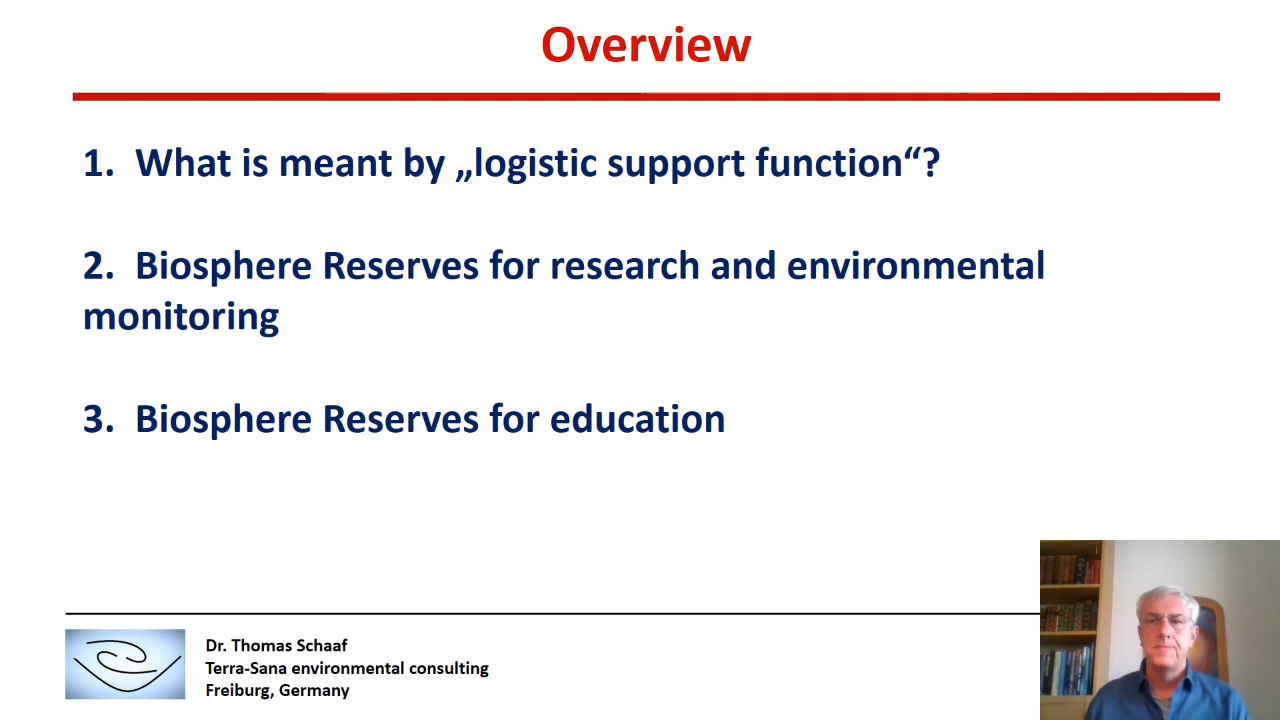 Overview
1. What is meant by „logistic support function“?
2. Biosphere Reserves for research and environmental
monitoring
3. Biosphere Reserves for education
Dr. Thomas Schaaf
Terra-Sana environmental consulting
Freiburg, Germany